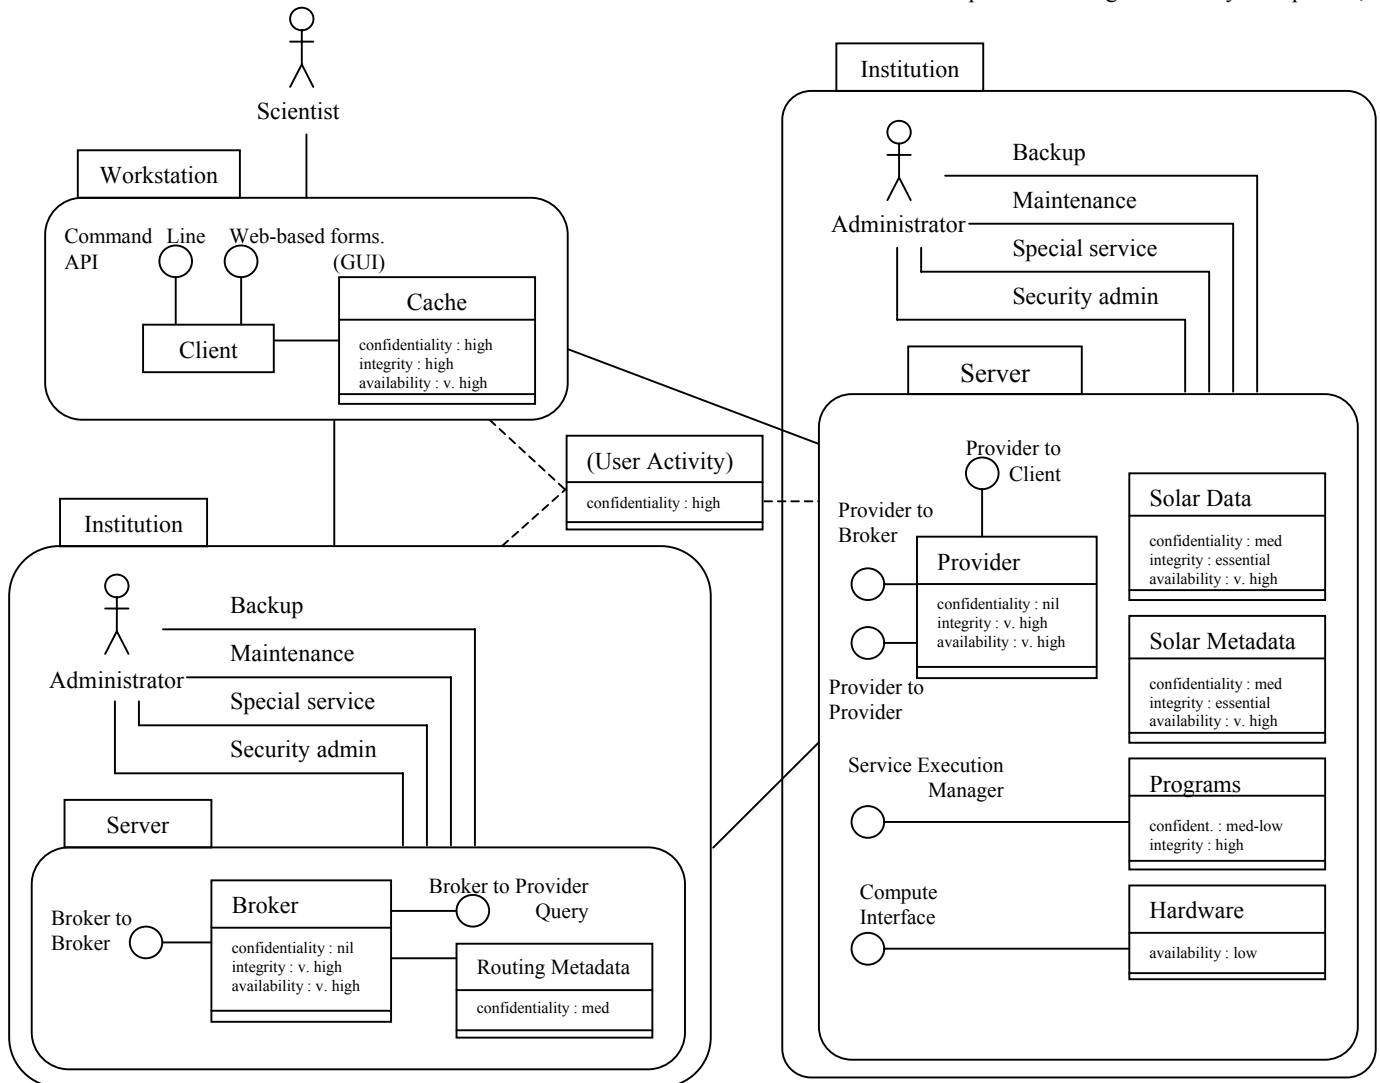 Scientist
Workstation
Command Line
API
Web-based forms.
(GUI)
Cache
confidentiality : high
integrity : high
availability : v. high
Client
(User Activity)
confidentiality : high
Institution
Administrator
Backup
Maintenance
Special service
Security admin
Server
Broker to
Broker
Broker
confidentiality : nil
integrity : v. high
availability : v. high
Broker to Provider
Query
Routing Metadata
confidentiality : med
Institution
Administrator
Backup
Maintenance
Special service
Security admin
Server
Provider to
Client
Provider to
Broker
Provider
confidentiality : nil
integrity : v. high
availability : v. high
Provider to
Provider
Solar Data
confidentiality : med
integrity : essential
availability : v. high
Solar Metadata
confidentiality : med
integrity : essential
availability : v. high
Service Execution
Manager
Programs
confident. : med-low
integrity : high
Compute
Interface
Hardware
availability : low